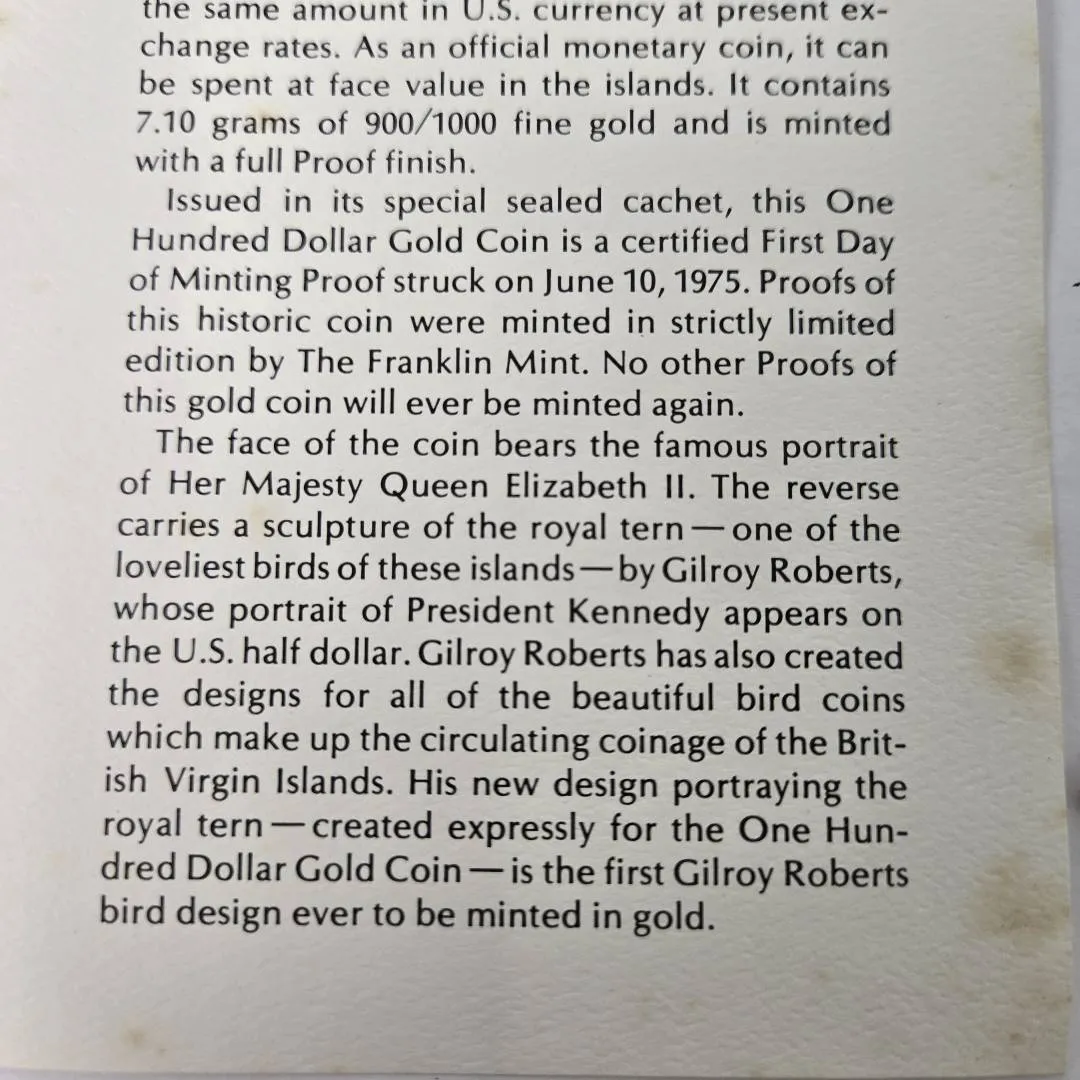 the same amount in U.S. currency at present ex-
change rates. As an official monetary coin, it can
be spent at face value in the islands. It contains
7.10 grams of 900/1000 fine gold and is minted
with a full Proof finish.
Issued in its special sealed cachet, this One
Hundred Dollar Gold Coin is a certified First Day
of Minting Proof struck on June 10, 1975. Proofs of
this historic coin were minted in strictly limited
edition by The Franklin Mint. No other Proofs of
this gold coin will ever be minted again.
The face of the coin bears the famous portrait
of Her Majesty Queen Elizabeth II. The reverse
carries a sculpture of the royal tern — one of the
loveliest birds of these islands — by Gilroy Roberts,
whose portrait of President Kennedy appears on
the U.S. half dollar. Gilroy Roberts has also created
the designs for all of the beautiful bird coins
which make up the circulating coinage of the Brit-
ish Virgin Islands. His new design portraying the
royal tern — created expressly for the One Hun-
dred Dollar Gold Coin — is the first Gilroy Roberts
bird design ever to be minted in gold.